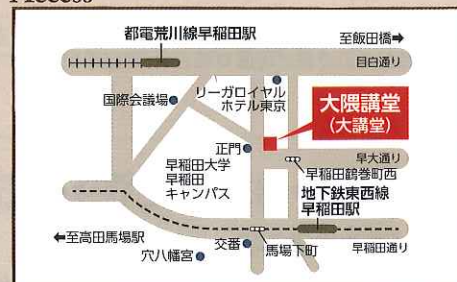 Access
都電荒川線早稲田駅
至飯田橋➡
目白通り
リーガロイヤル
ホテル東京
国際会議場
大隈講堂
(大講堂)
正門
早大通り
早稲田大学
早稲田
キャンパス
早稲田鶴巻町西
地下鉄東西線
早稲田駅
⬅至高田馬場駅
交番
馬場下町
早稲田通り
穴八幡宮